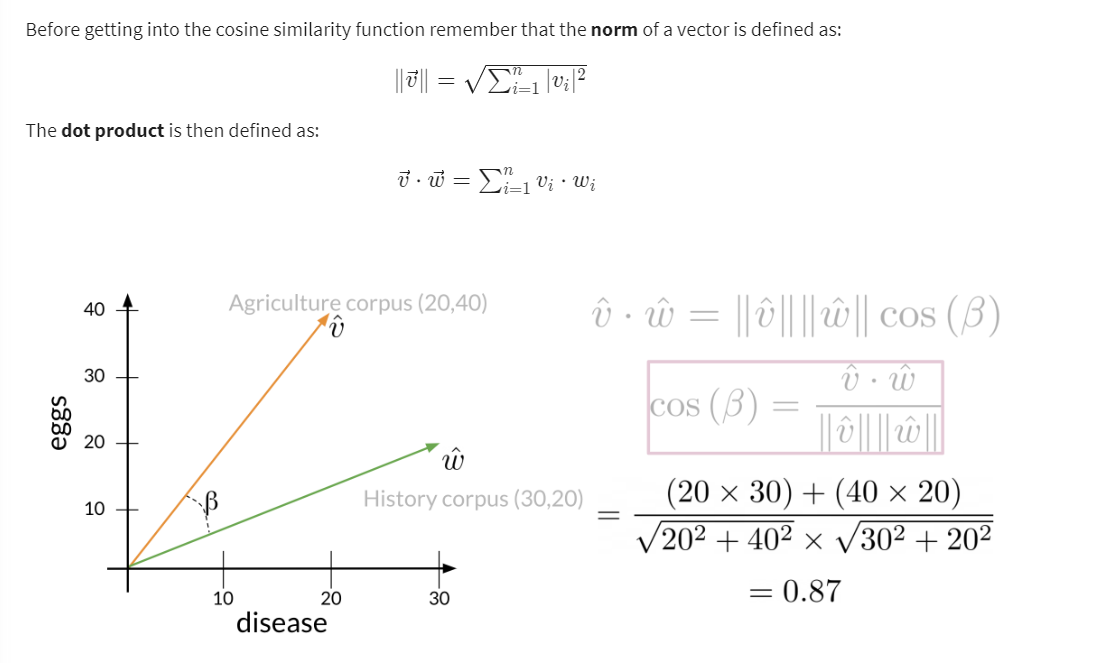 Before getting into the cosine similarity function remember that the norm of a vector is defined as:
‖v⃗‖ = √∑ⁿᵢ₌₁ |vᵢ|²
The dot product is then defined as:
v⃗ · w⃗ = ∑ⁿᵢ₌₁ vᵢ · wᵢ
eggs
40
30
20
10
Agriculture corpus (20,40)
v̂
ŵ
History corpus (30,20)
β
10 20 30
disease
v̂ · ŵ = ‖v̂‖‖ŵ‖ cos (β)
cos (β) = v̂ · ŵ / ‖v̂‖‖ŵ‖
= (20 × 30) + (40 × 20) / √20² + 40² × √30² + 20²
= 0.87